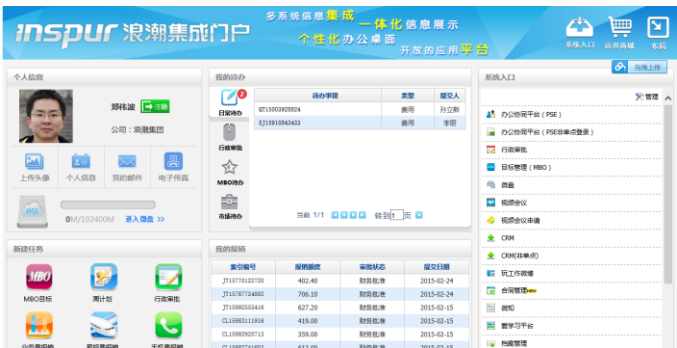 inspur 浪潮集成门户
多系统信息集成 一体化信息展示
个性化办公桌面
开放的应用平台
系统入口
应用商城
布局
拖拽上传
个人信息
郑伟波
注销
公司：浪潮集团
上传头像
个人信息
我的邮件
电子传真
0M/102400M 进入微盘 >>
我的待办
日常待办
2
行政审批
MBO待办
市场待办
待办事项 类型 提交人
QT15003928524 费用 孙立新
费用 李丽
当前 1/1 转到 1 页
系统入口
管理
办公协同平台（PSE）
办公协同平台（PSE非单点登录）
行政审批
目标管理（MBO）
微盘
视频会议
视频会议申请
CRM
CRM(非单点)
玩工作微博
合同管理
微知
爱学习平台
档案管理
新建任务
MBO
MBO目标
周计划
行政审批
我的报销
索引编号 报销额度 审批状态 提交日期
JT15770122720 402.40 财务批准 2015-02-24
JT15767724892 706.10 财务批准 2015-02-24
JT15992555416 627.20 财务批准 2015-02-15
CL15983111916 419.00 财务批准 2015-02-15
CL15982920713 359.00 财务批准 2015-02-15